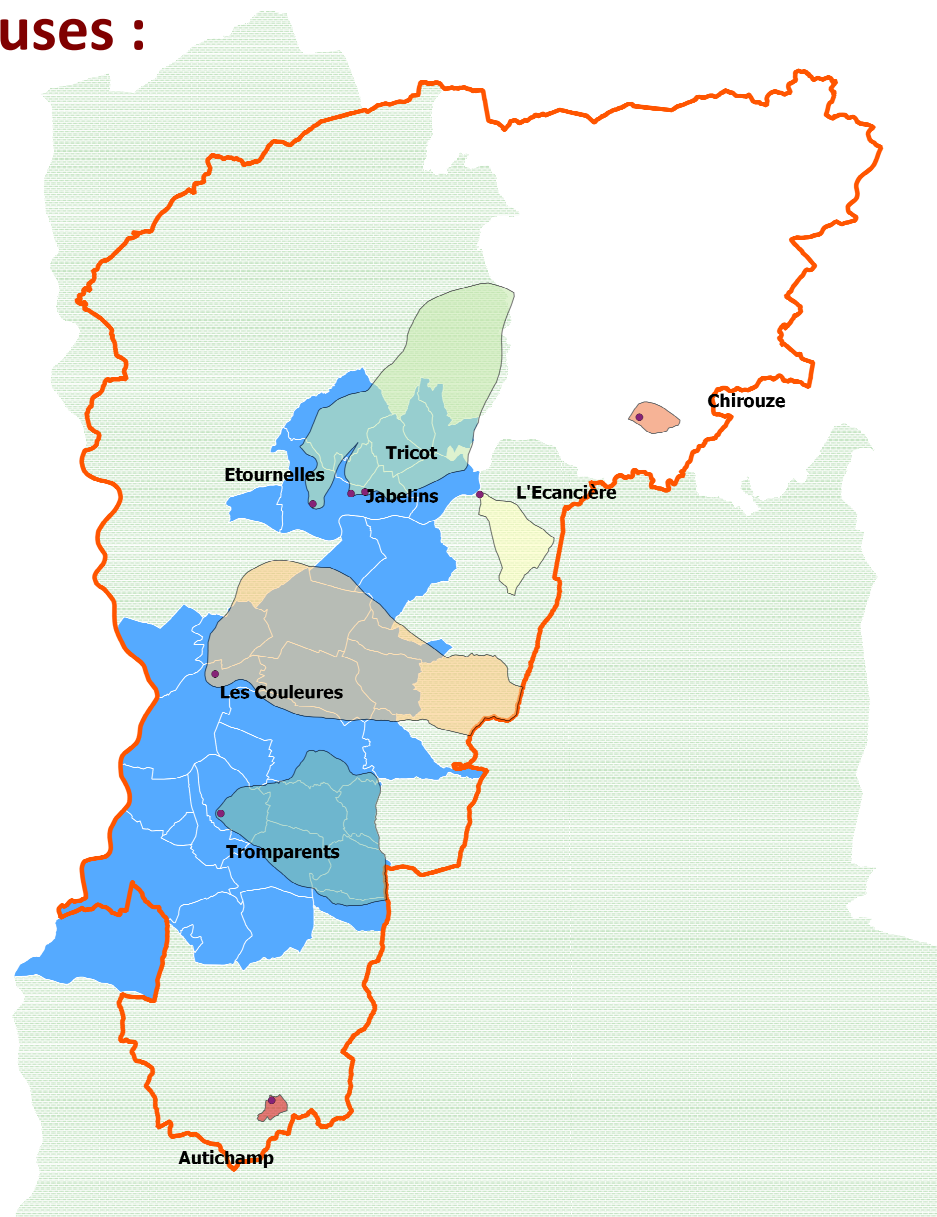 uses :
Chirouze
Tricot
Etournelles
Jabelins
L'Ecancière
Les Couleures
Tromparents
Autichamp